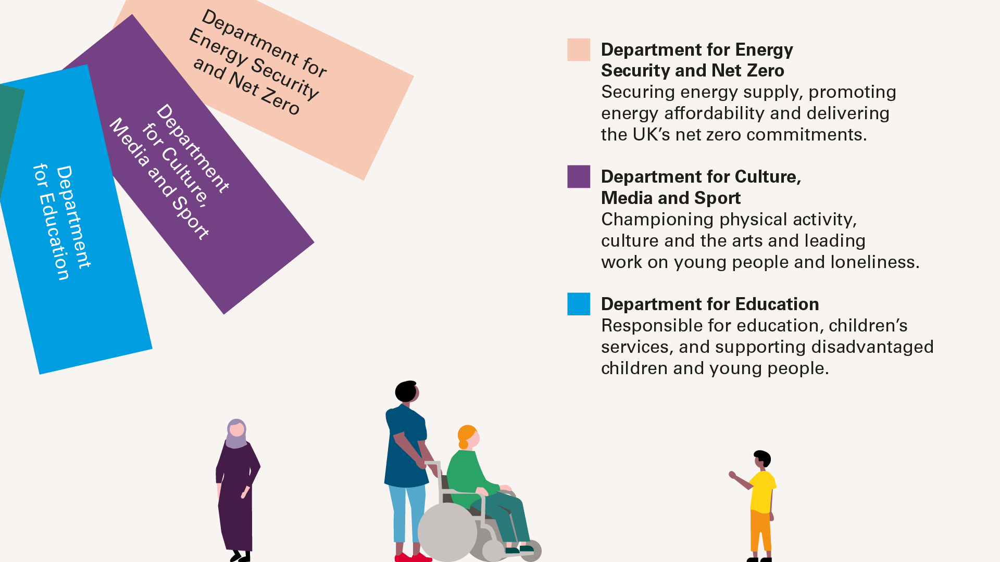 Department for
Energy Security
and Net Zero
Department
for Culture,
Media and Sport
Department
for Education
Department for Energy
Security and Net Zero
Securing energy supply, promoting
energy affordability and delivering
the UK’s net zero commitments.
Department for Culture,
Media and Sport
Championing physical activity,
culture and the arts and leading
work on young people and loneliness.
Department for Education
Responsible for education, children’s
services, and supporting disadvantaged
children and young people.